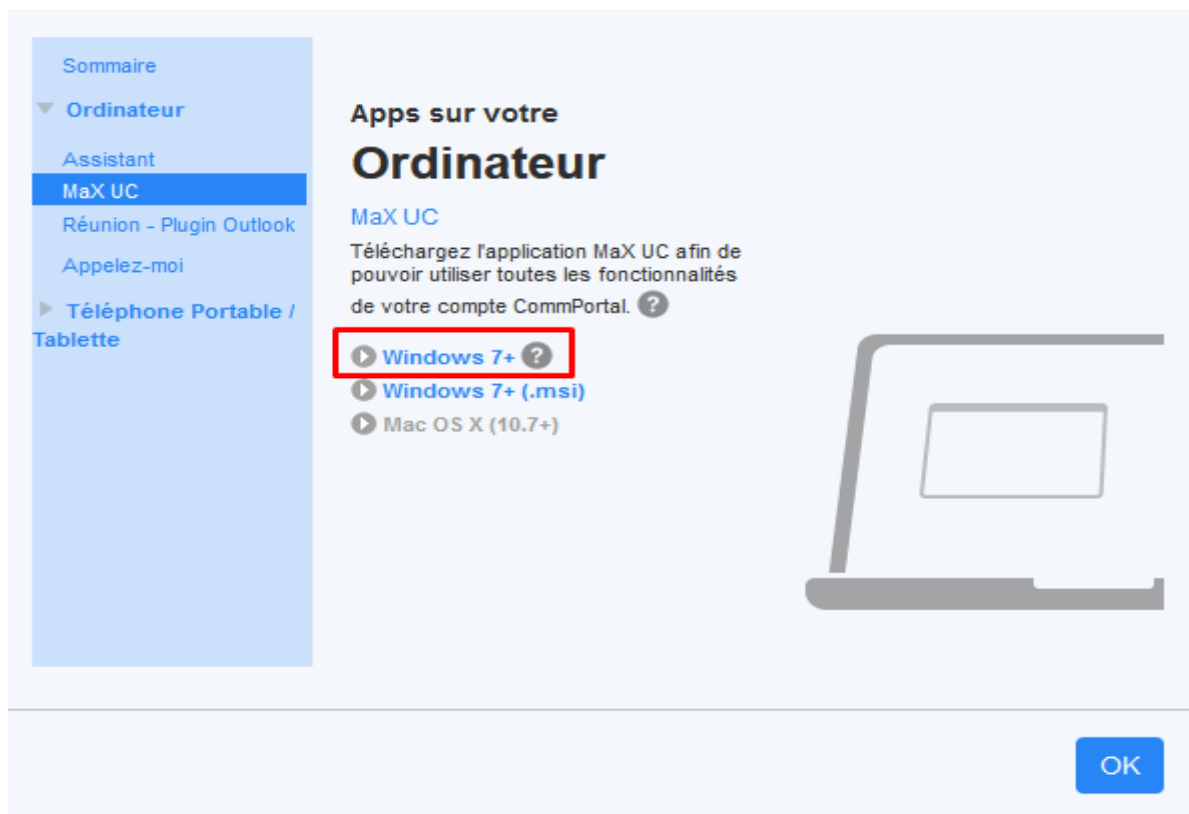 Sommaire
Ordinateur
Assistant
MaX UC
Réunion - Plugin Outlook
Appelez-moi
Téléphone Portable /
Tablette
Apps sur votre
Ordinateur
MaX UC
Téléchargez l'application MaX UC afin de
pouvoir utiliser toutes les fonctionnalités
de votre compte CommPortal. ?
Windows 7+ ?
Windows 7+ (.msi)
Mac OS X (10.7+)
OK